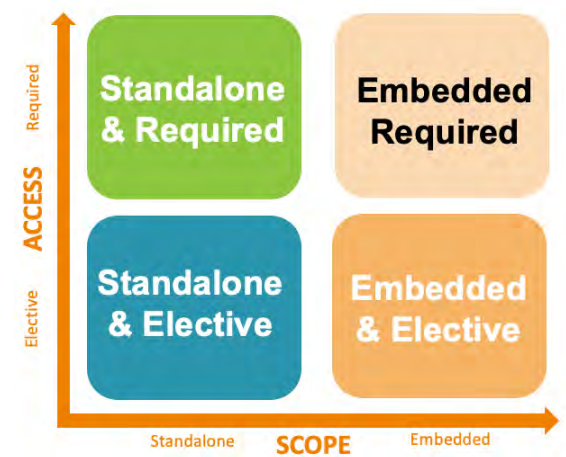 Required
ACCESS
Elective
Standalone
& Required
Embedded
Required
Standalone
& Elective
Embedded
& Elective
Standalone
SCOPE
Embedded